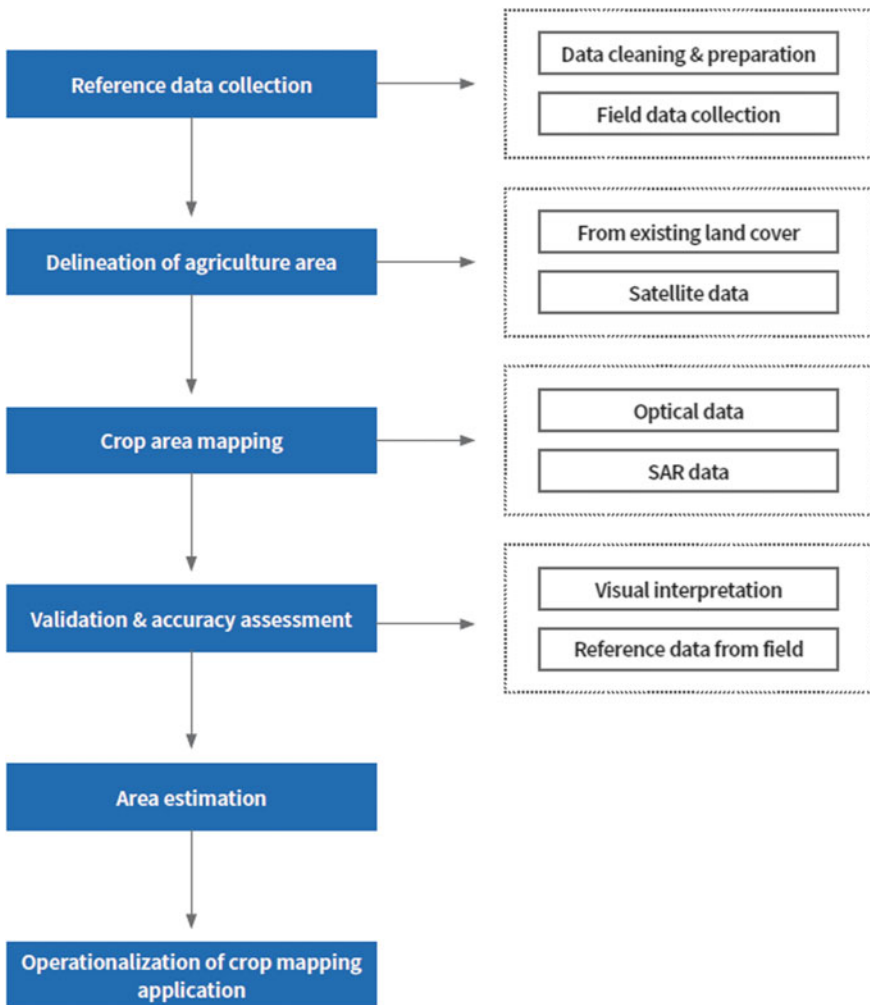 Reference data collection
Data cleaning & preparation
Field data collection
Delineation of agriculture area
From existing land cover
Satellite data
Crop area mapping
Optical data
SAR data
Validation & accuracy assessment
Visual interpretation
Reference data from field
Area estimation
Operationalization of crop mapping
application